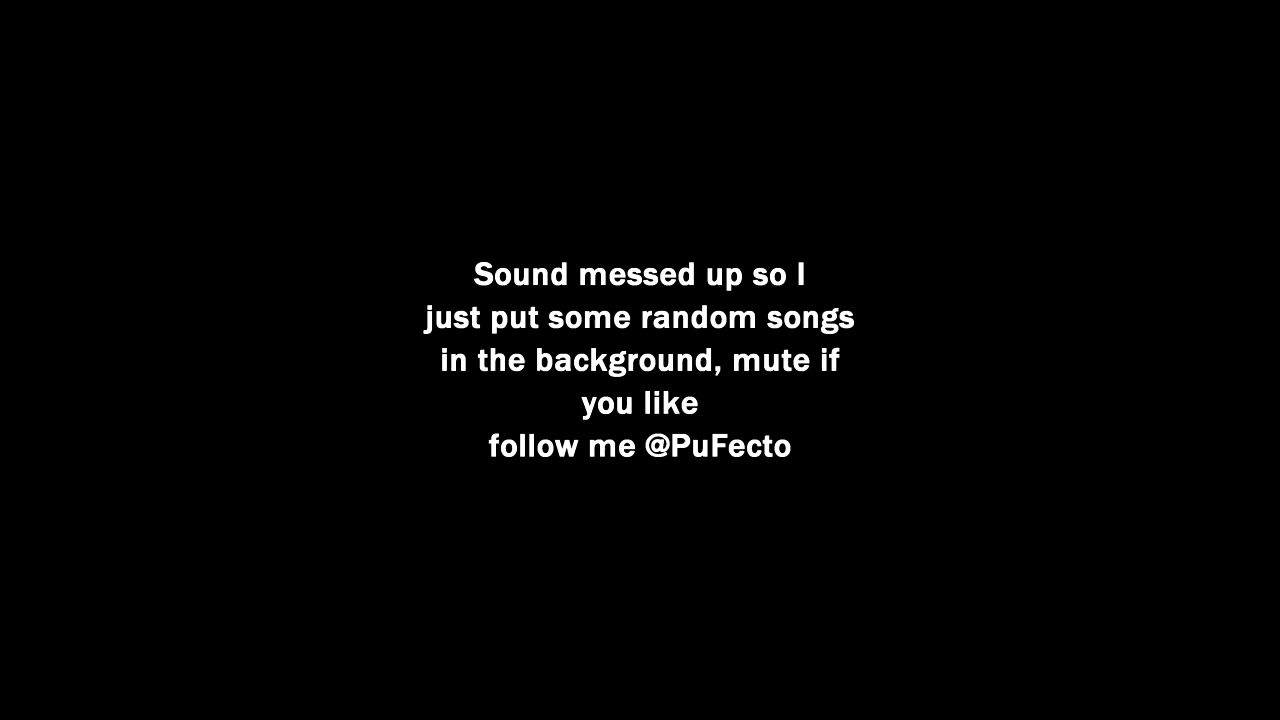 Sound messed up so I
just put some random songs
in the background, mute if
you like
follow me @PuFecto